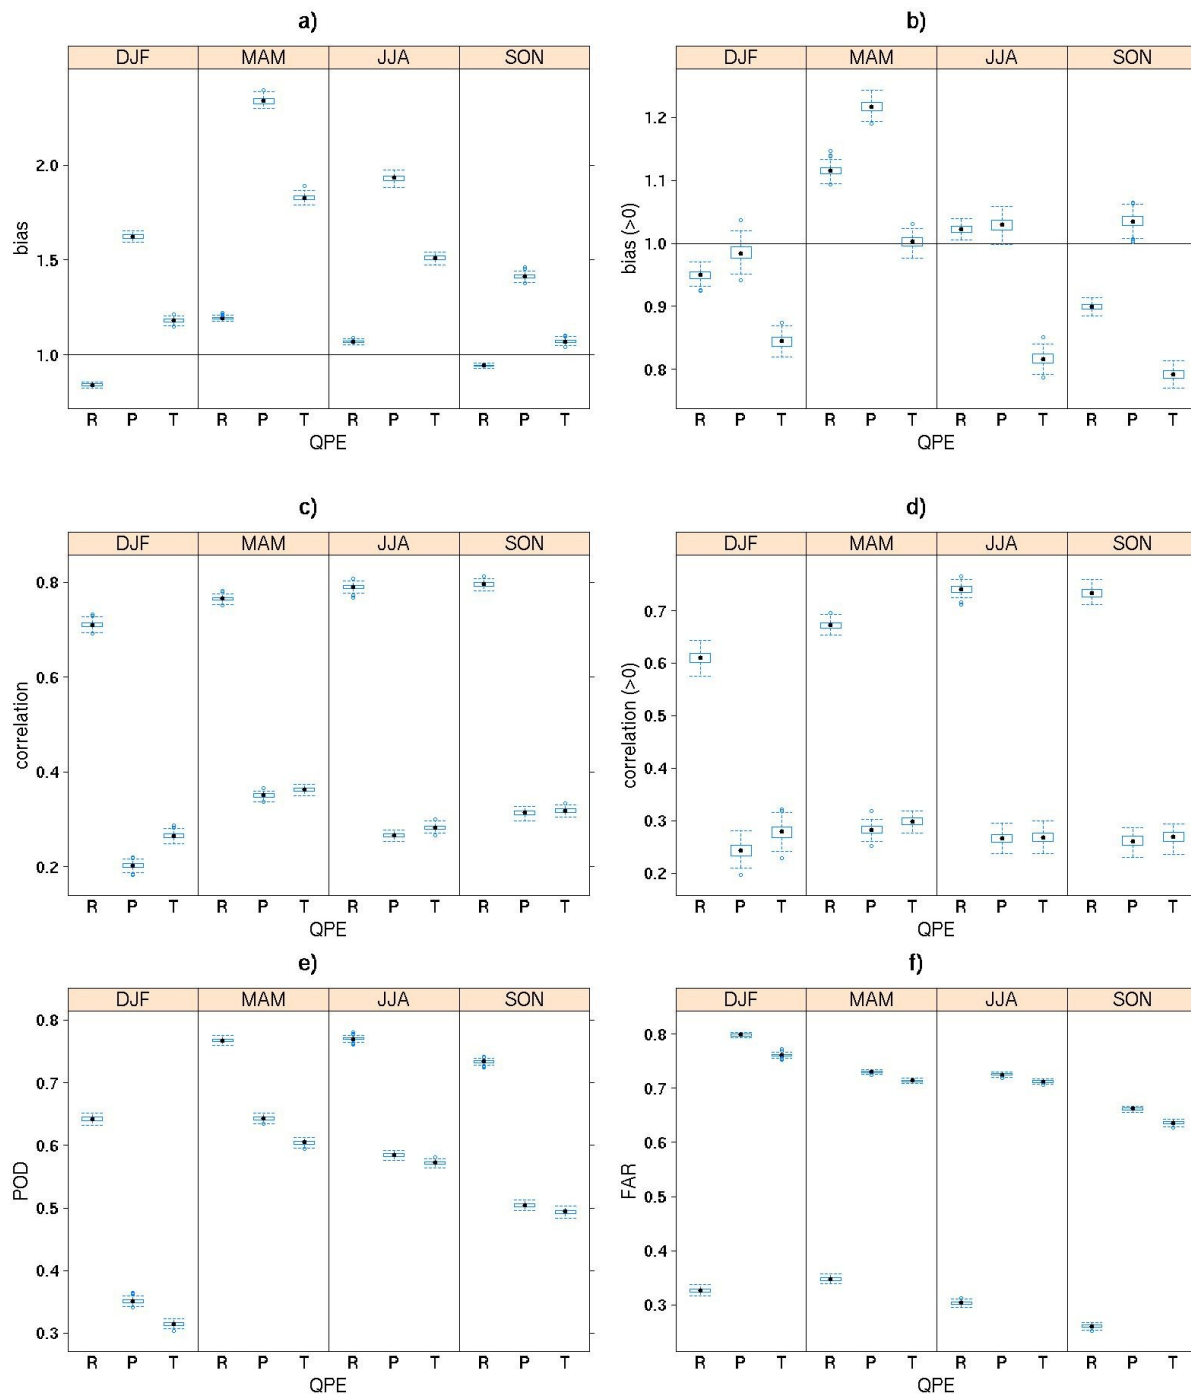 a)
DJF MAM JJA SON
2.0
1.5
1.0
bias
R P T R P T R P T R P T
QPE
b)
DJF MAM JJA SON
1.2
1.1
1.0
0.9
0.8
bias (>0)
R P T R P T R P T R P T
QPE
c)
DJF MAM JJA SON
0.8
0.6
0.4
0.2
correlation
R P T R P T R P T R P T
QPE
d)
DJF MAM JJA SON
0.7
0.6
0.5
0.4
0.3
0.2
correlation (>0)
R P T R P T R P T R P T
QPE
e)
DJF MAM JJA SON
0.8
0.7
0.6
0.5
0.4
0.3
POD
R P T R P T R P T R P T
QPE
f)
DJF MAM JJA SON
0.8
0.7
0.6
0.5
0.4
0.3
FAR
R P T R P T R P T R P T
QPE